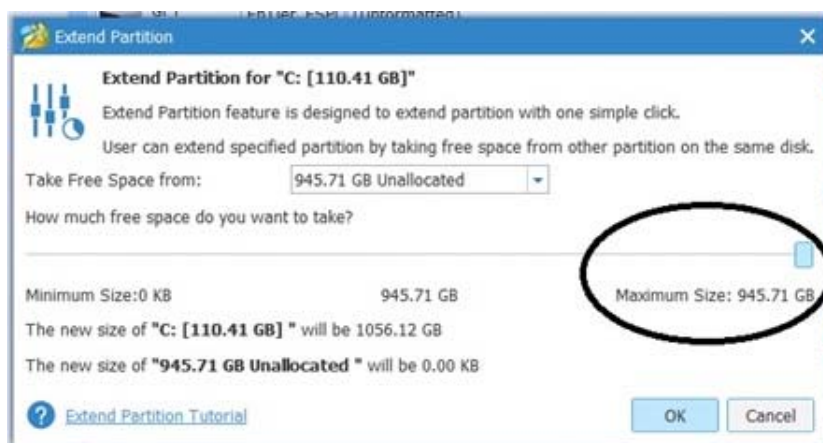 (Unformatted)
Extend Partition
Extend Partition for "C: [110.41 GB]"
Extend Partition feature is designed to extend partition with one simple click.
User can extend specified partition by taking free space from other partition on the same disk.
Take Free Space from: 945.71 GB Unallocated
How much free space do you want to take?
Minimum Size:0 KB 945.71 GB Maximum Size: 945.71 GB
The new size of "C: [110.41 GB] " will be 1056.12 GB
The new size of "945.71 GB Unallocated " will be 0.00 KB
? Extend Partition Tutorial OK Cancel